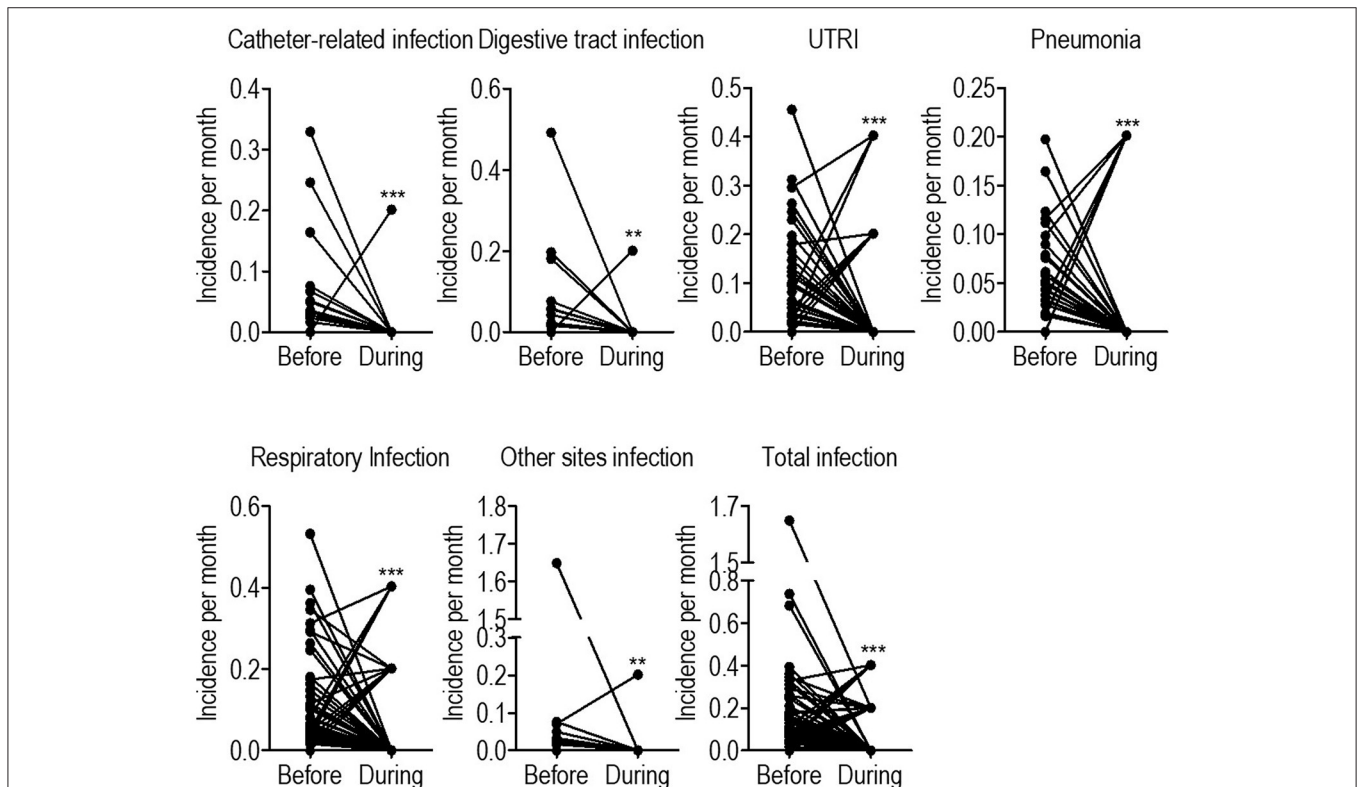 Catheter-related infection Digestive tract infection UTRI Pneumonia
Incidence per month
0.4
0.3
0.2
0.1
0.0
***
Before During
Incidence per month
0.6
0.4
0.2
0.0
**
Before During
Incidence per month
0.5
0.4
0.3
0.2
0.1
0.0
***
Before During
Incidence per month
0.25
0.20
0.15
0.10
0.05
0.00
***
Before During
Respiratory Infection Other sites infection Total infection
Incidence per month
0.6
0.4
0.2
0.0
***
Before During
Incidence per month
1.8
1.7
1.6
1.5
0.3
0.2
0.1
0.0
**
Before During
Incidence per month
1.7
1.5
0.8
0.6
0.4
0.2
0.0
***
Before During